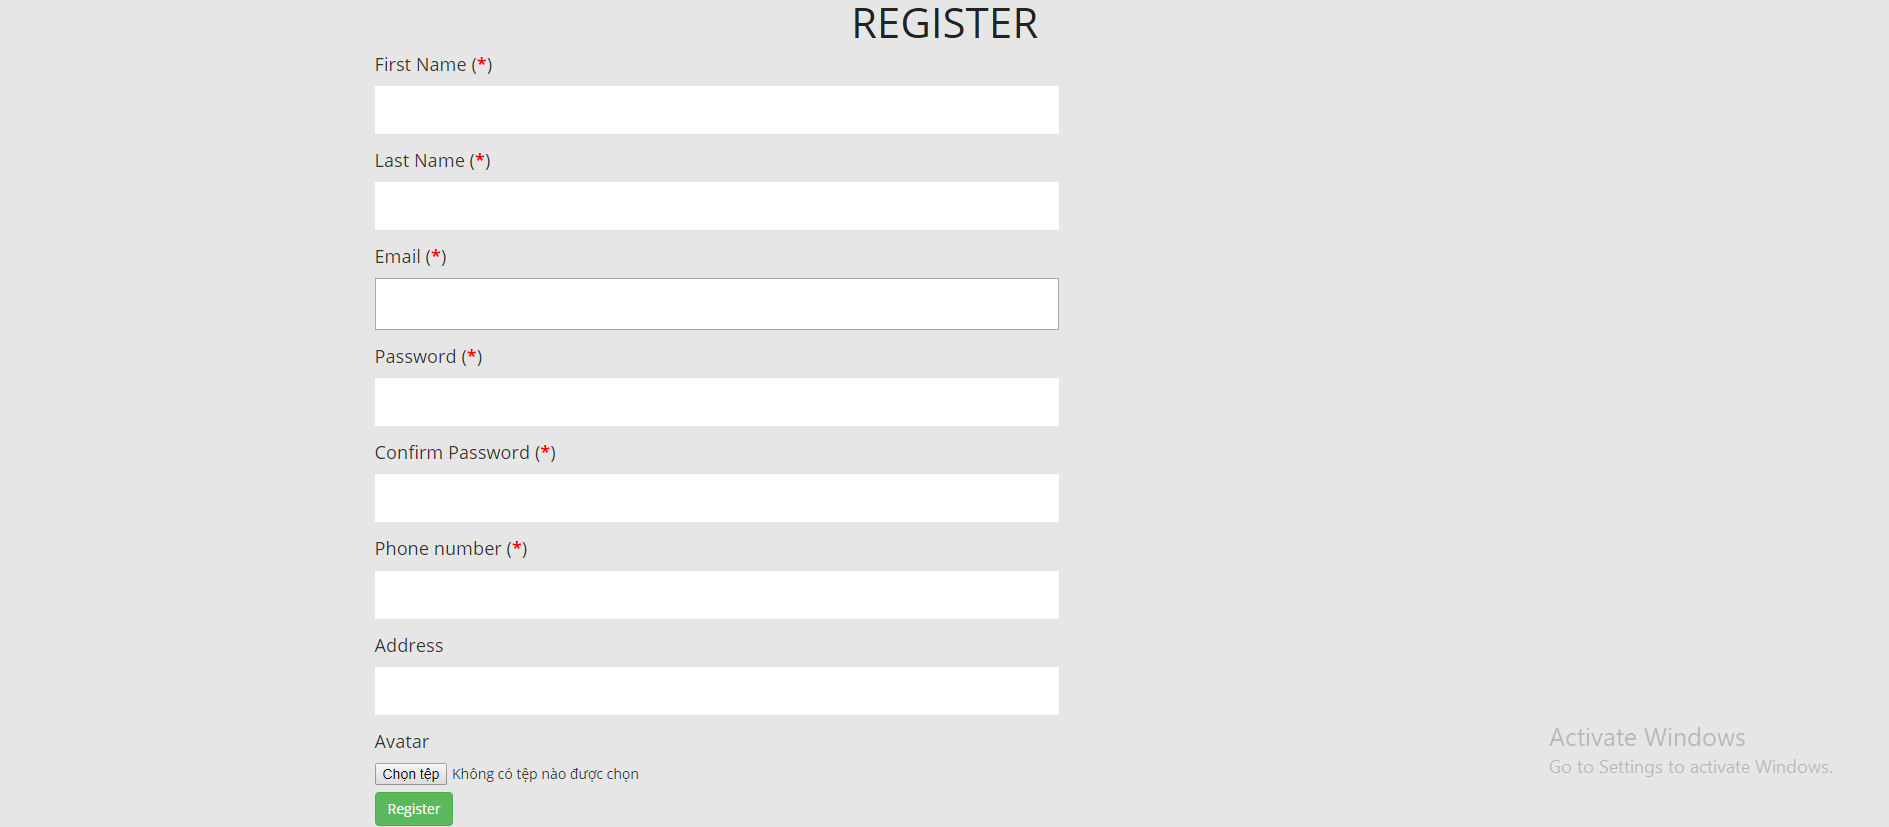 REGISTER
First Name (*)
Last Name (*)
Email (*)
Password (*)
Confirm Password (*)
Phone number (*)
Address
Avatar
Chọn tệp Không có tệp nào được chọn
Register
Activate Windows
Go to Settings to activate Windows.